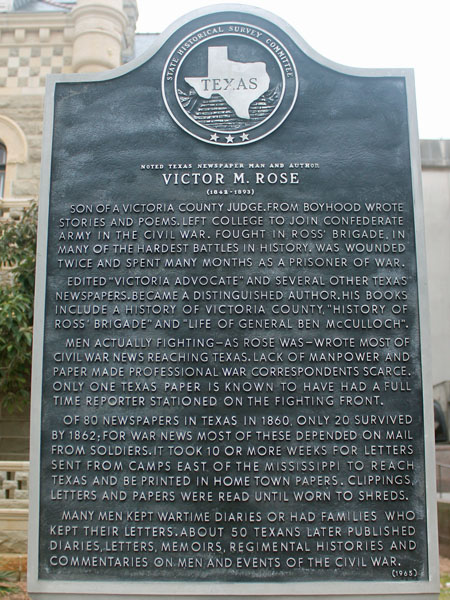 STATE HISTORICAL SURVEY COMMITTEE
TEXAS
NOTED TEXAS NEWSPAPER MAN AND AUTHOR
VICTOR M. ROSE
(1842-1893)
SON OF A VICTORIA COUNTY JUDGE. FROM BOYHOOD WROTE
STORIES AND POEMS. LEFT COLLEGE TO JOIN CONFEDERATE
ARMY IN THE CIVIL WAR. FOUGHT IN ROSS' BRIGADE, IN
MANY OF THE HARDEST BATTLES IN HISTORY. WAS WOUNDED
TWICE AND SPENT MANY MONTHS AS A PRISONER OF WAR.
EDITED "VICTORIA ADVOCATE" AND SEVERAL OTHER TEXAS
NEWSPAPERS. BECAME A DISTINGUISHED AUTHOR. HIS BOOKS
INCLUDE A HISTORY OF VICTORIA COUNTY, "HISTORY OF
ROSS' BRIGADE" AND "LIFE OF GENERAL BEN McCULLOCH".
MEN ACTUALLY FIGHTING—AS ROSE WAS—WROTE MOST OF
CIVIL WAR NEWS REACHING TEXAS. LACK OF MANPOWER AND
PAPER MADE PROFESSIONAL WAR CORRESPONDENTS SCARCE.
ONLY ONE TEXAS PAPER IS KNOWN TO HAVE HAD A FULL
TIME REPORTER STATIONED ON THE FIGHTING FRONT.
OF 80 NEWSPAPERS IN TEXAS IN 1860, ONLY 20 SURVIVED
BY 1862; FOR WAR NEWS MOST OF THESE DEPENDED ON MAIL
FROM SOLDIERS. IT TOOK 10 OR MORE WEEKS FOR LETTERS
SENT FROM CAMPS EAST OF THE MISSISSIPPI TO REACH
TEXAS AND BE PRINTED IN HOME TOWN PAPERS. CLIPPINGS,
LETTERS AND PAPERS WERE READ UNTIL WORN TO SHREDS.
MANY MEN KEPT WARTIME DIARIES OR HAD FAMILIES WHO
KEPT THEIR LETTERS. ABOUT 50 TEXANS LATER PUBLISHED
DIARIES, LETTERS, MEMOIRS, REGIMENTAL HISTORIES AND
COMMENTARIES ON MEN AND EVENTS OF THE CIVIL WAR.
(1965)